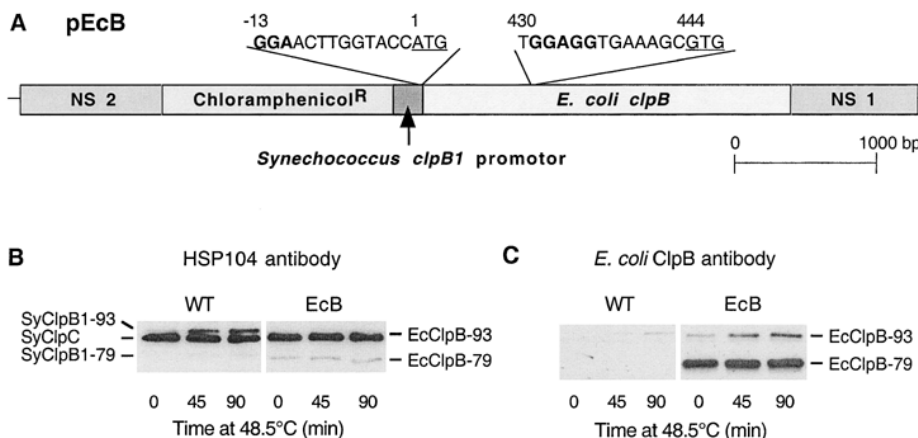 A pEcB
-13 1 430 444
GGAACTTGGTACCATG TGGAGGTGAAAGCGTG
NS 2 Chloramphenicol R E. coli clpB NS 1
Synechococcus clpB1 promotor
0 1000 bp
B HSP104 antibody
WT EcB
SyClpB1-93
SyClpC
SyClpB1-79
EcClpB-93
EcClpB-79
0 45 90 0 45 90
Time at 48.5°C (min)
C E. coli ClpB antibody
WT EcB
EcClpB-93
EcClpB-79
0 45 90 0 45 90
Time at 48.5°C (min)